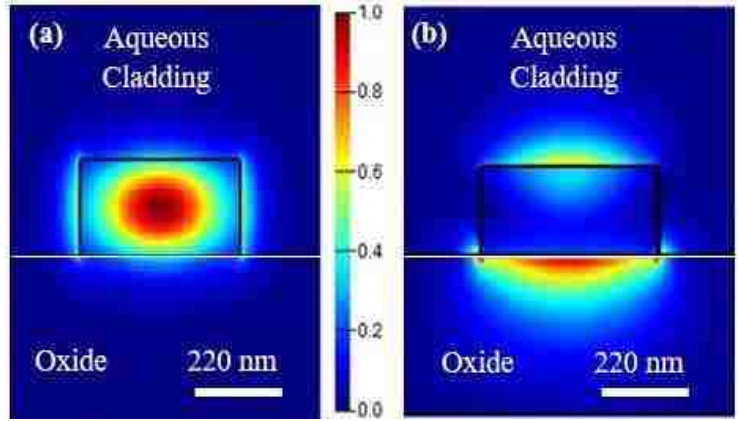 (a)
Aqueous
Cladding
Oxide
220 nm
1.0
0.8
0.6
0.4
0.2
0.0
(b)
Aqueous
Cladding
Oxide
220 nm